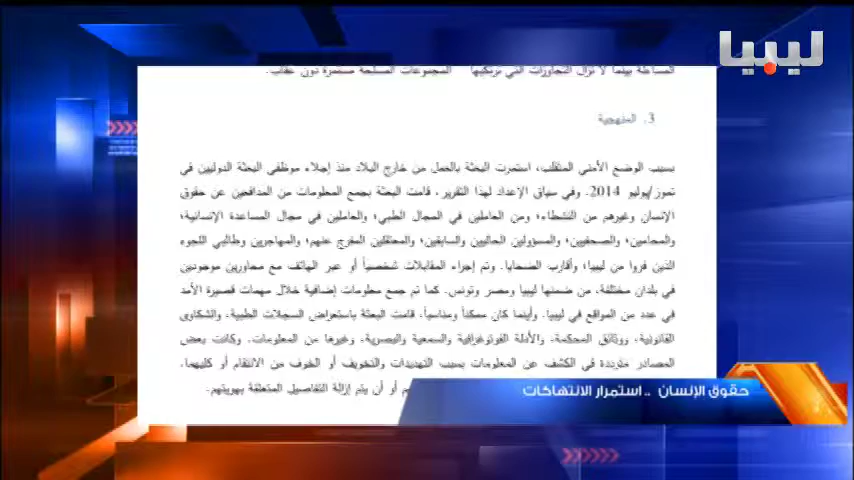 ليبيا
المساءلة بينما لا تزال التجاوزات التي ترتكبها المجموعات المسلحة مستمرة دون عقاب.
3. المنهجية
بسبب الوضع الأمني المتقلب، استمرت البعثة بالعمل من خارج البلاد منذ إجلاء موظفي البعثة الدوليين في
تموز/يوليو 2014. وفي سياق الإعداد لهذا التقرير، قامت البعثة بجمع المعلومات من المدافعين عن حقوق
الإنسان وغيرهم من النشطاء؛ ومن العاملين في المجال الطبي؛ والعاملين في مجال المساعدة الإنسانية؛
والمحامين؛ والصحفيين؛ والمسؤولين الحاليين والسابقين؛ والمعتقلين المفرج عنهم؛ والمهاجرين وطالبي اللجوء
الذين فروا من ليبيا؛ وأقارب الضحايا. وتم إجراء المقابلات شخصياً أو عبر الهاتف مع محاورين موجودين
في بلدان مختلفة، من ضمنها ليبيا ومصر وتونس. كما تم جمع معلومات إضافية خلال مهمات قصيرة الأمد
في عدد من المواقع في ليبيا. وأينما كان ممكناً ومناسباً، قامت البعثة باستعراض السجلات الطبية، والشكاوى
القانونية، ووثائق المحكمة، والأدلة الفوتوغرافية والسمعية والبصرية، وغيرها من المعلومات. وكانت بعض
المصادر مترددة في الكشف عن المعلومات بسبب التهديدات والتخويف أو الخوف من الانتقام أو كليهما.
أو أن يتم إزالة التفاصيل المتعلقة بهويتهم.
حقوق الإنسان .. استمرار الانتهاكات